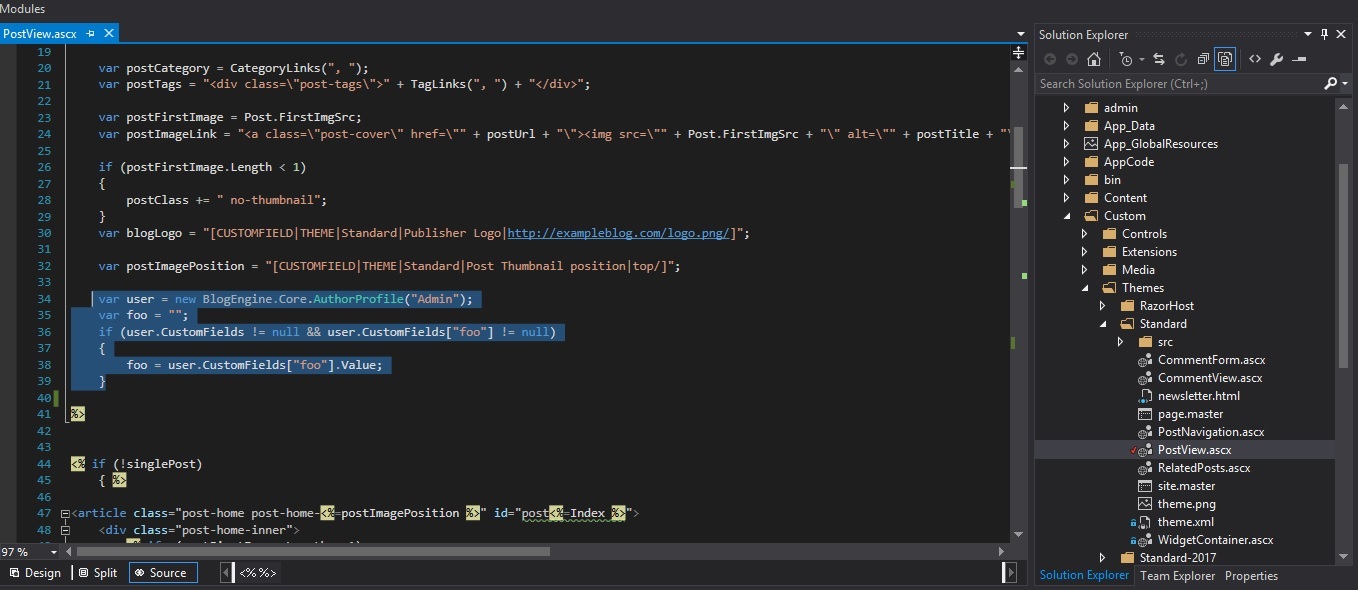 Modules
PostView.ascx
19
20 var postCategory = CategoryLinks(", ");
21 var postTags = "<div class=\"post-tags\">" + TagLinks(", ") + "</div>";
22
23 var postFirstImage = Post.FirstImgSrc;
24 var postImageLink = "<a class=\"post-cover\" href=\"" + postUrl + "\"><img src=\"" + Post.FirstImgSrc + "\" alt=\"" + postTitle + "\
25
26 if (postFirstImage.Length < 1)
27 {
28 postClass += " no-thumbnail";
29 }
30 var blogLogo = "[CUSTOMFIELD|THEME|Standard|Publisher Logo|http://exampleblog.com/logo.png/]";
31
32 var postImagePosition = "[CUSTOMFIELD|THEME|Standard|Post Thumbnail position|top/]";
33
34 var user = new BlogEngine.Core.AuthorProfile("Admin");
35 var foo = "";
36 if (user.CustomFields != null && user.CustomFields["foo"] != null)
37 {
38 foo = user.CustomFields["foo"].Value;
39 }
40
41 %>
42
43
44 <% if (!singlePost)
45 { %>
46
47 <article class="post-home post-home-<%=postImagePosition %>" id="post<%=Index %>">
48 <div class="post-home-inner">
97 %
Design
Split
Source
<%%>
Solution Explorer
Search Solution Explorer (Ctrl+;)
admin
App_Data
App_GlobalResources
AppCode
bin
Content
Custom
Controls
Extensions
Media
Themes
RazorHost
Standard
src
CommentForm.ascx
CommentView.ascx
newsletter.html
page.master
PostNavigation.ascx
PostView.ascx
RelatedPosts.ascx
site.master
theme.png
theme.xml
WidgetContainer.ascx
Standard-2017
Solution Explorer Team Explorer Properties